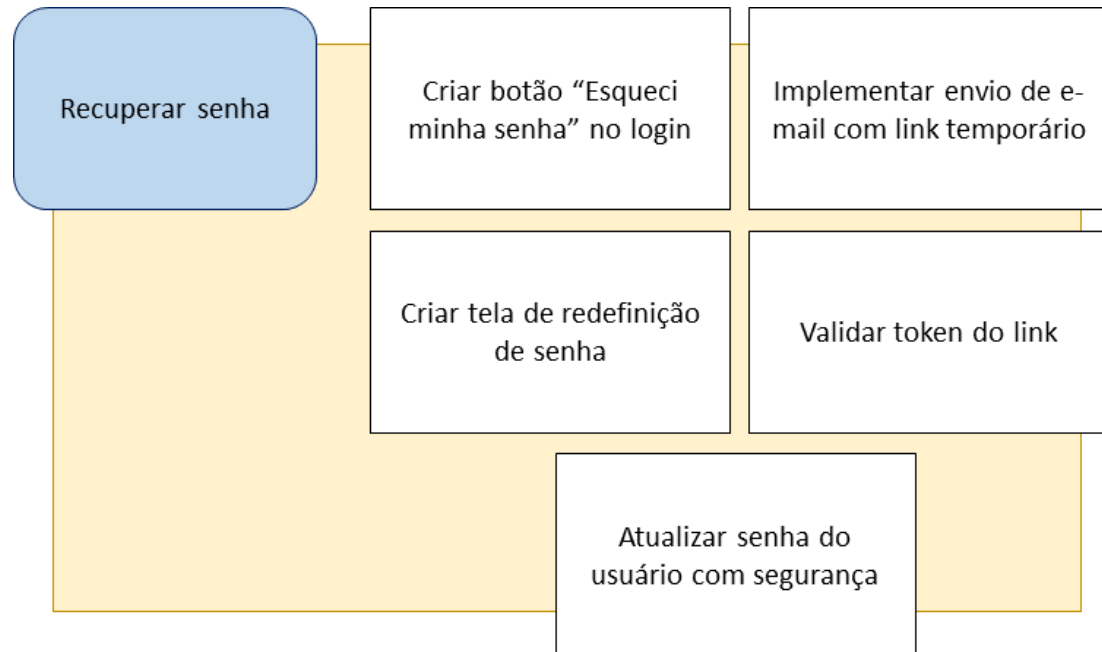 Recuperar senha
Criar botão “Esqueci
minha senha” no login
Implementar envio de e-
mail com link temporário
Criar tela de redefinição
de senha
Validar token do link
Atualizar senha do
usuário com segurança